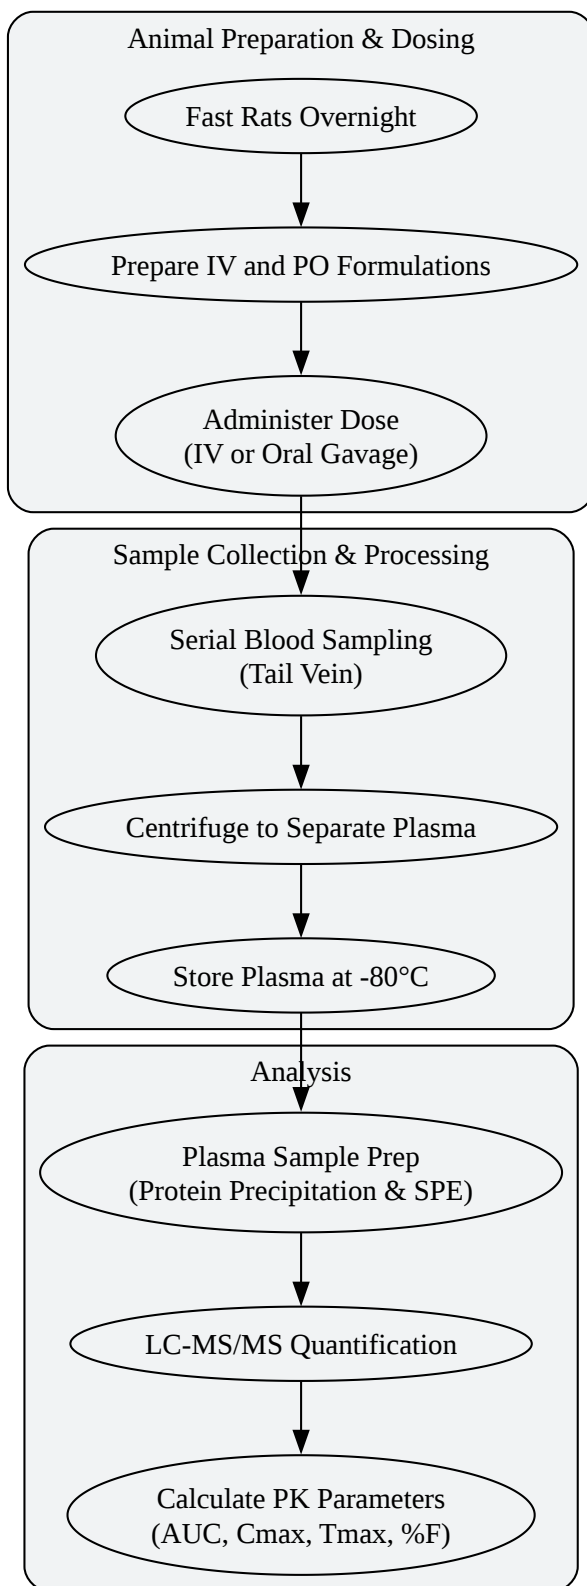 Animal Preparation & Dosing
Fast Rats Overnight
Prepare IV and PO Formulations
Administer Dose
(IV or Oral Gavage)
Sample Collection & Processing
Serial Blood Sampling
(Tail Vein)
Centrifuge to Separate Plasma
Store Plasma at -80°C
Analysis
Plasma Sample Prep
(Protein Precipitation & SPE)
LC-MS/MS Quantification
Calculate PK Parameters
(AUC, Cmax, Tmax, %F)